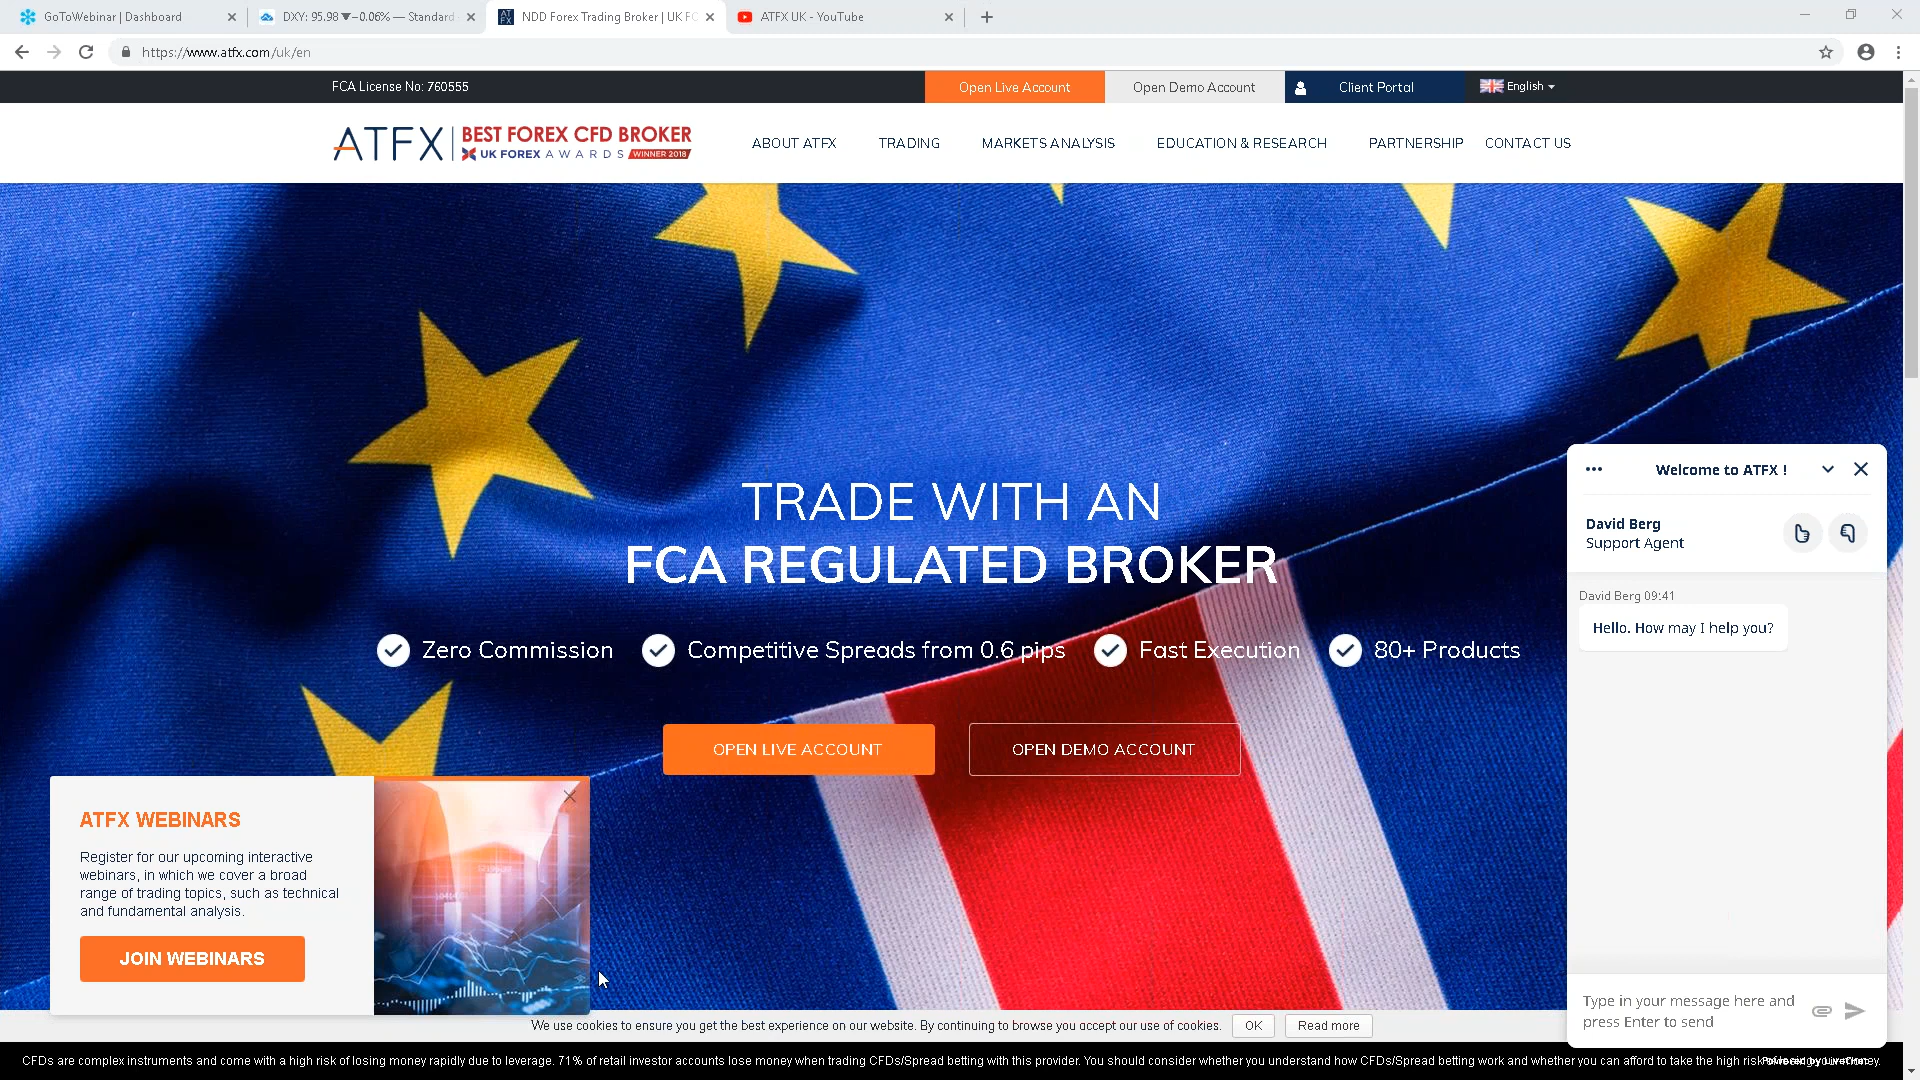 GoToWebinar | Dashboard
DXY: 95.98 ▼−0.06% — Standard
NDD Forex Trading Broker | UK FC
ATFX UK - YouTube
https://www.atfx.com/uk/en
FCA License No: 760555
Open Live Account
Open Demo Account
Client Portal
English
ATFX
BEST FOREX CFD BROKER
UK FOREX AWARDS WINNER 2018
ABOUT ATFX
TRADING
MARKETS ANALYSIS
EDUCATION & RESEARCH
PARTNERSHIP
CONTACT US
TRADE WITH AN
FCA REGULATED BROKER
Zero Commission
Competitive Spreads from 0.6 pips
Fast Execution
80+ Products
OPEN LIVE ACCOUNT
OPEN DEMO ACCOUNT
ATFX WEBINARS
Register for our upcoming interactive
webinars, in which we cover a broad
range of trading topics, such as technical
and fundamental analysis.
JOIN WEBINARS
Welcome to ATFX !
David Berg
Support Agent
David Berg 09:41
Hello. How may I help you?
Type in your message here and
press Enter to send
We use cookies to ensure you get the best experience on our website. By continuing to browse you accept our use of cookies.
OK
Read more
CFDs are complex instruments and come with a high risk of losing money rapidly due to leverage. 71% of retail investor accounts lose money when trading CFDs/Spread betting with this provider. You should consider whether you understand how CFDs/Spread betting work and whether you can afford to take the high risk